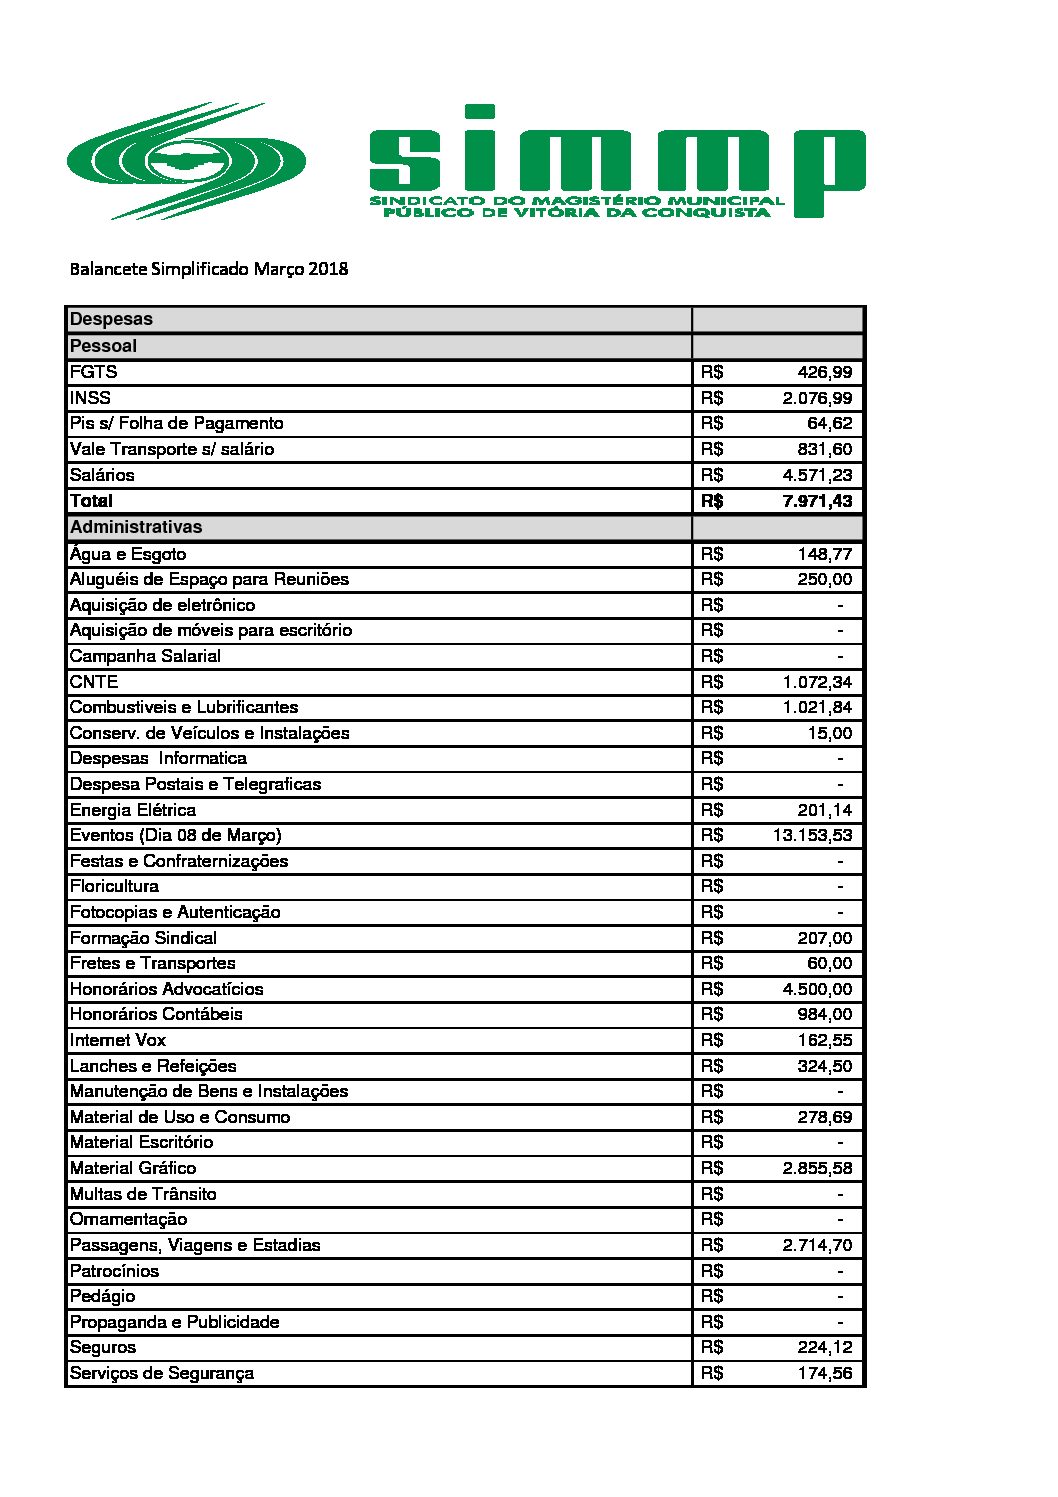 simmp
SINDICATO DO MAGISTÉRIO MUNICIPAL
PÚBLICO DE VITÓRIA DA CONQUISTA
Balancete Simplificado Março 2018
Despesas
Pessoal
FGTS R$ 426,99
INSS R$ 2.076,99
Pis s/ Folha de Pagamento R$ 64,62
Vale Transporte s/ salário R$ 831,60
Salários R$ 4.571,23
Total R$ 7.971,43
Administrativas
Água e Esgoto R$ 148,77
Aluguéis de Espaço para Reuniões R$ 250,00
Aquisição de eletrônico R$ -
Aquisição de móveis para escritório R$ -
Campanha Salarial R$ -
CNTE R$ 1.072,34
Combustiveis e Lubrificantes R$ 1.021,84
Conserv. de Veículos e Instalações R$ 15,00
Despesas  Informatica R$ -
Despesa Postais e Telegraficas R$ -
Energia Elétrica R$ 201,14
Eventos (Dia 08 de Março) R$ 13.153,53
Festas e Confraternizações R$ -
Floricultura R$ -
Fotocopias e Autenticação R$ -
Formação Sindical R$ 207,00
Fretes e Transportes R$ 60,00
Honorários Advocatícios R$ 4.500,00
Honorários Contábeis R$ 984,00
Internet Vox R$ 162,55
Lanches e Refeições R$ 324,50
Manutenção de Bens e Instalações R$ -
Material de Uso e Consumo R$ 278,69
Material Escritório R$ -
Material Gráfico R$ 2.855,58
Multas de Trânsito R$ -
Ornamentação R$ -
Passagens, Viagens e Estadias R$ 2.714,70
Patrocínios R$ -
Pedágio R$ -
Propaganda e Publicidade R$ -
Seguros R$ 224,12
Serviços de Segurança R$ 174,56